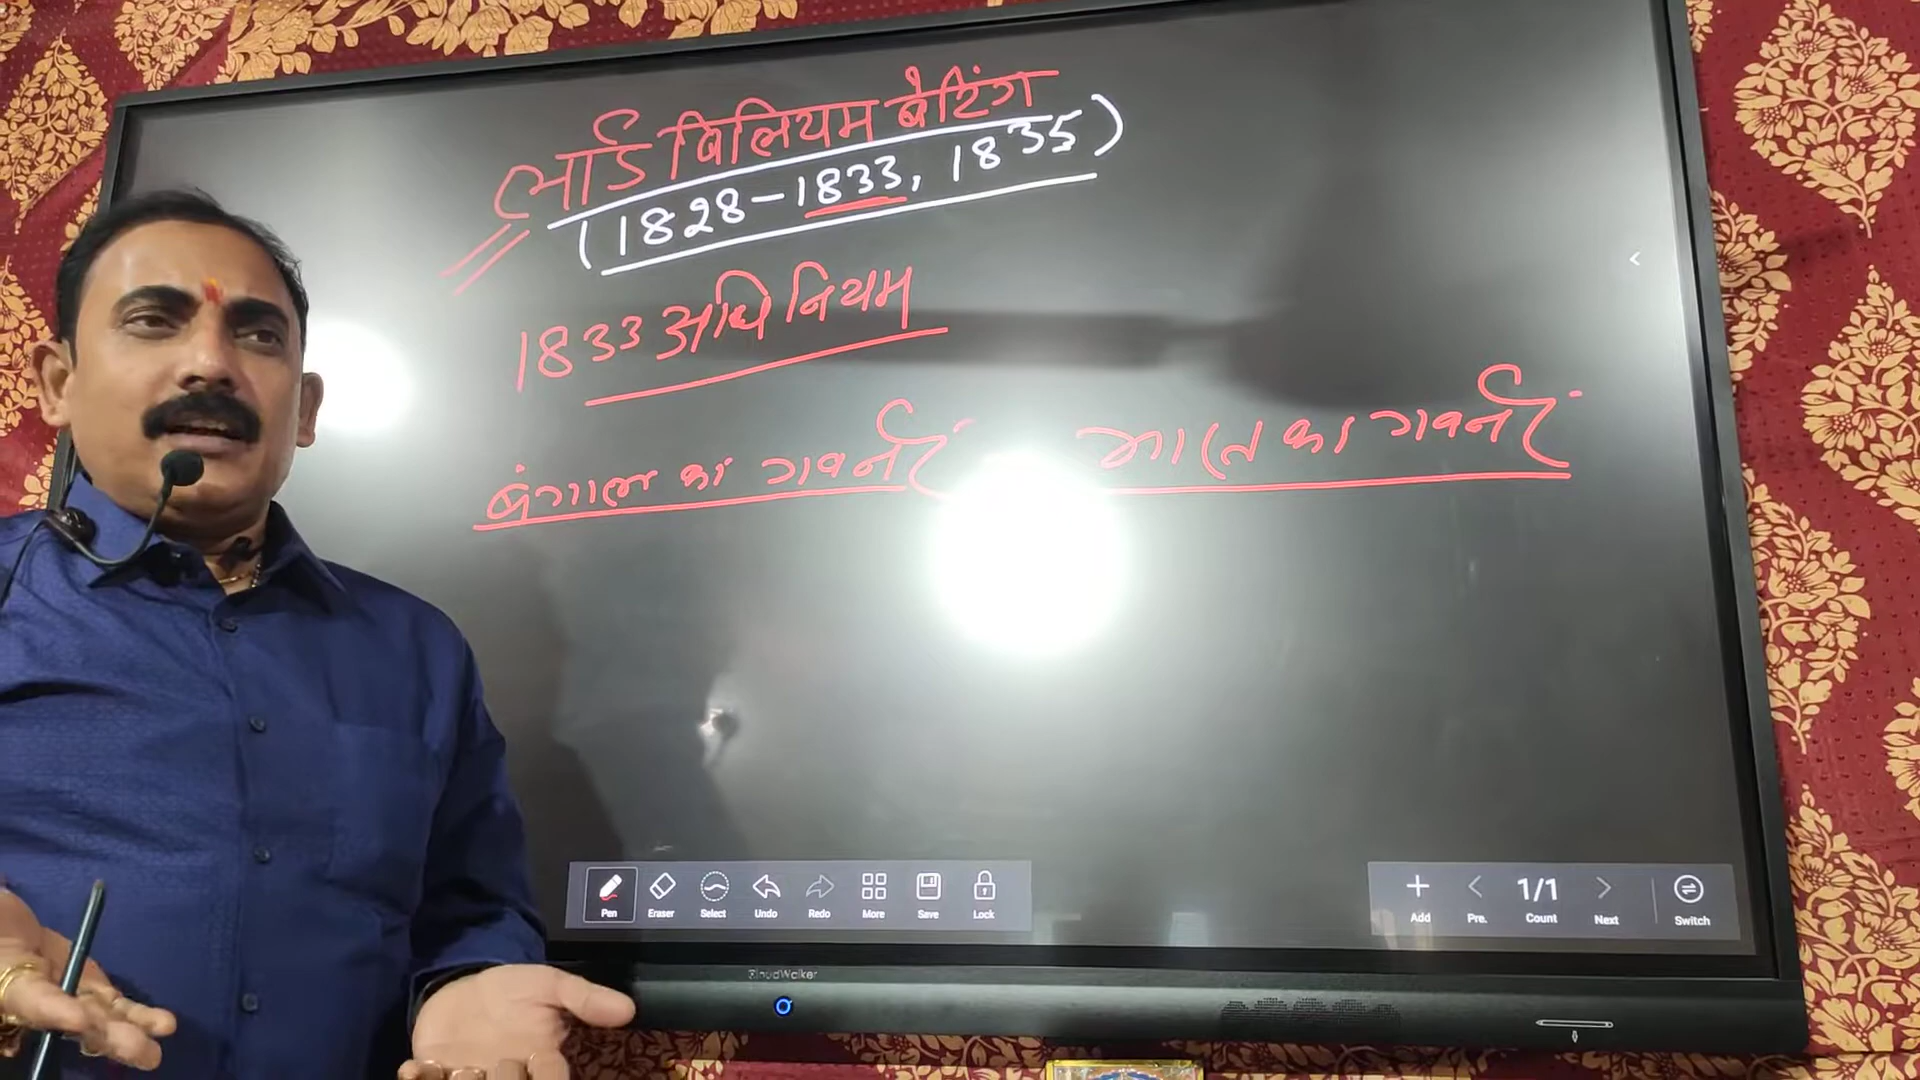 लार्ड विलियम बेटिंग
(1828-1833, 1835)
1833 अधिनियम
बंगाल का गवर्नर भारत का गवर्नर
Pen Eraser Select Undo Redo More Save Lock
Add Pre. 1/1 Count Next Switch
CloudWalker